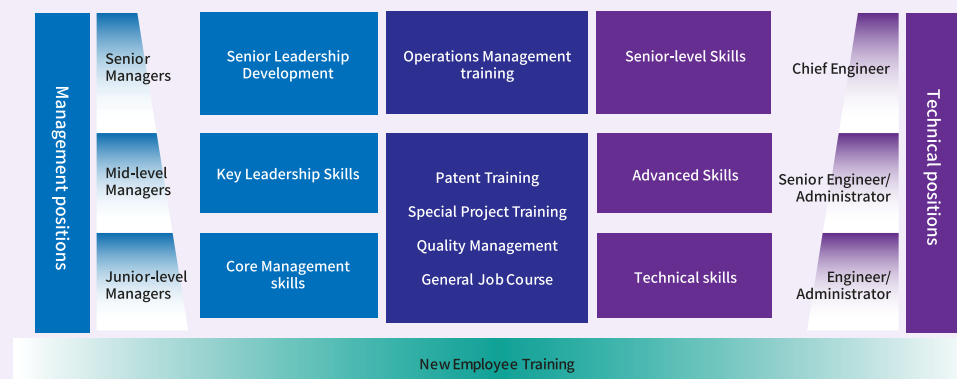 Management positions
Senior
Managers
Senior Leadership
Development
Operations Management
training
Senior-level Skills
Chief Engineer
Technical positions
Mid-level
Managers
Key Leadership Skills
Patent Training
Special Project Training
Quality Management
General Job Course
Advanced Skills
Senior Engineer/
Administrator
Junior-level
Managers
Core Management
skills
Technical skills
Engineer/
Administrator
New Employee Training